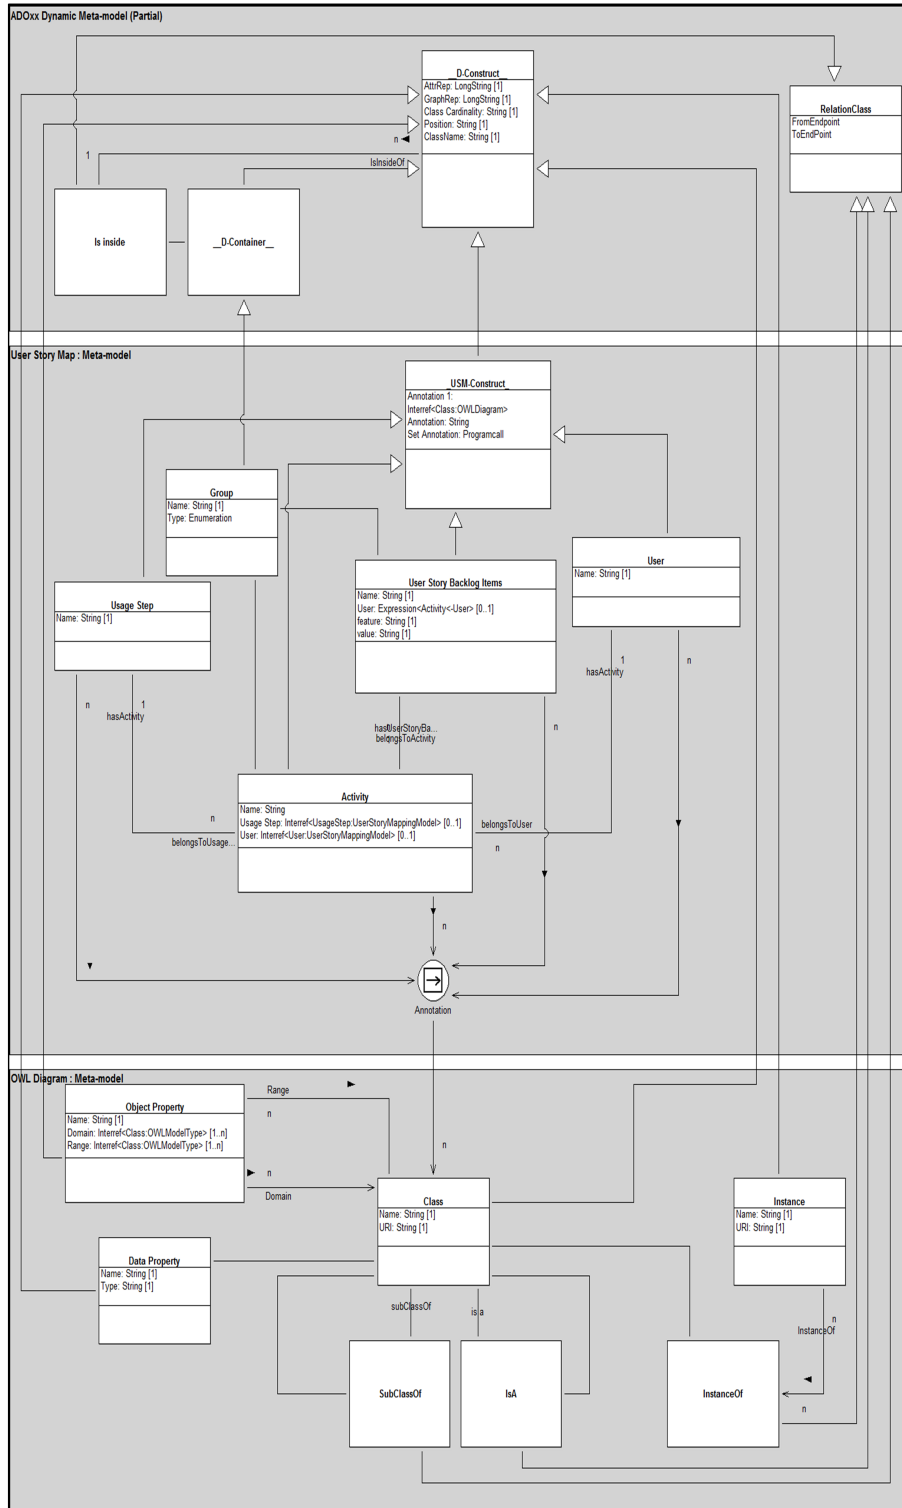 ADOxx Dynamic Meta-model (Partial)
__D-Construct__
AttrRep: LongString [1]
GraphRep: LongString [1]
Class Cardinality: String [1]
Position: String [1]
ClassName: String [1]
RelationClass
FromEndpoint
ToEndPoint
n
1
IsInsideOf
Is inside
__D-Container__
User Story Map : Meta-model
_USM-Construct_
Annotation 1:
Interref<Class:OWLDiagram>
Annotation: String
Set Annotation: Programcall
Group
Name: String [1]
Type: Enumeration
User
Name: String [1]
User Story Backlog Items
Name: String [1]
User: Expression<Activity<-User> [0..1]
feature: String [1]
value: String [1]
Usage Step
Name: String [1]
n
1
hasActivity
1
hasActivity
n
n
hasUserStoryBa...
belongsToActivity
Activity
Name: String
Usage Step: Interref<UsageStep:UserStoryMappingModel> [0..1]
User: Interref<User:UserStoryMappingModel> [0..1]
n
belongsToUsage...
belongsToUser
n
n
Annotation
OWL Diagram : Meta-model
Object Property
Name: String [1]
Domain: Interref<Class:OWLModelType> [1..n]
Range: Interref<Class:OWLModelType> [1..n]
Range
n
n
Domain
n
Class
Name: String [1]
URI: String [1]
Instance
Name: String [1]
URI: String [1]
Data Property
Name: String [1]
Type: String [1]
subClassOf
is a
n
InstanceOf
n
SubClassOf
IsA
InstanceOf